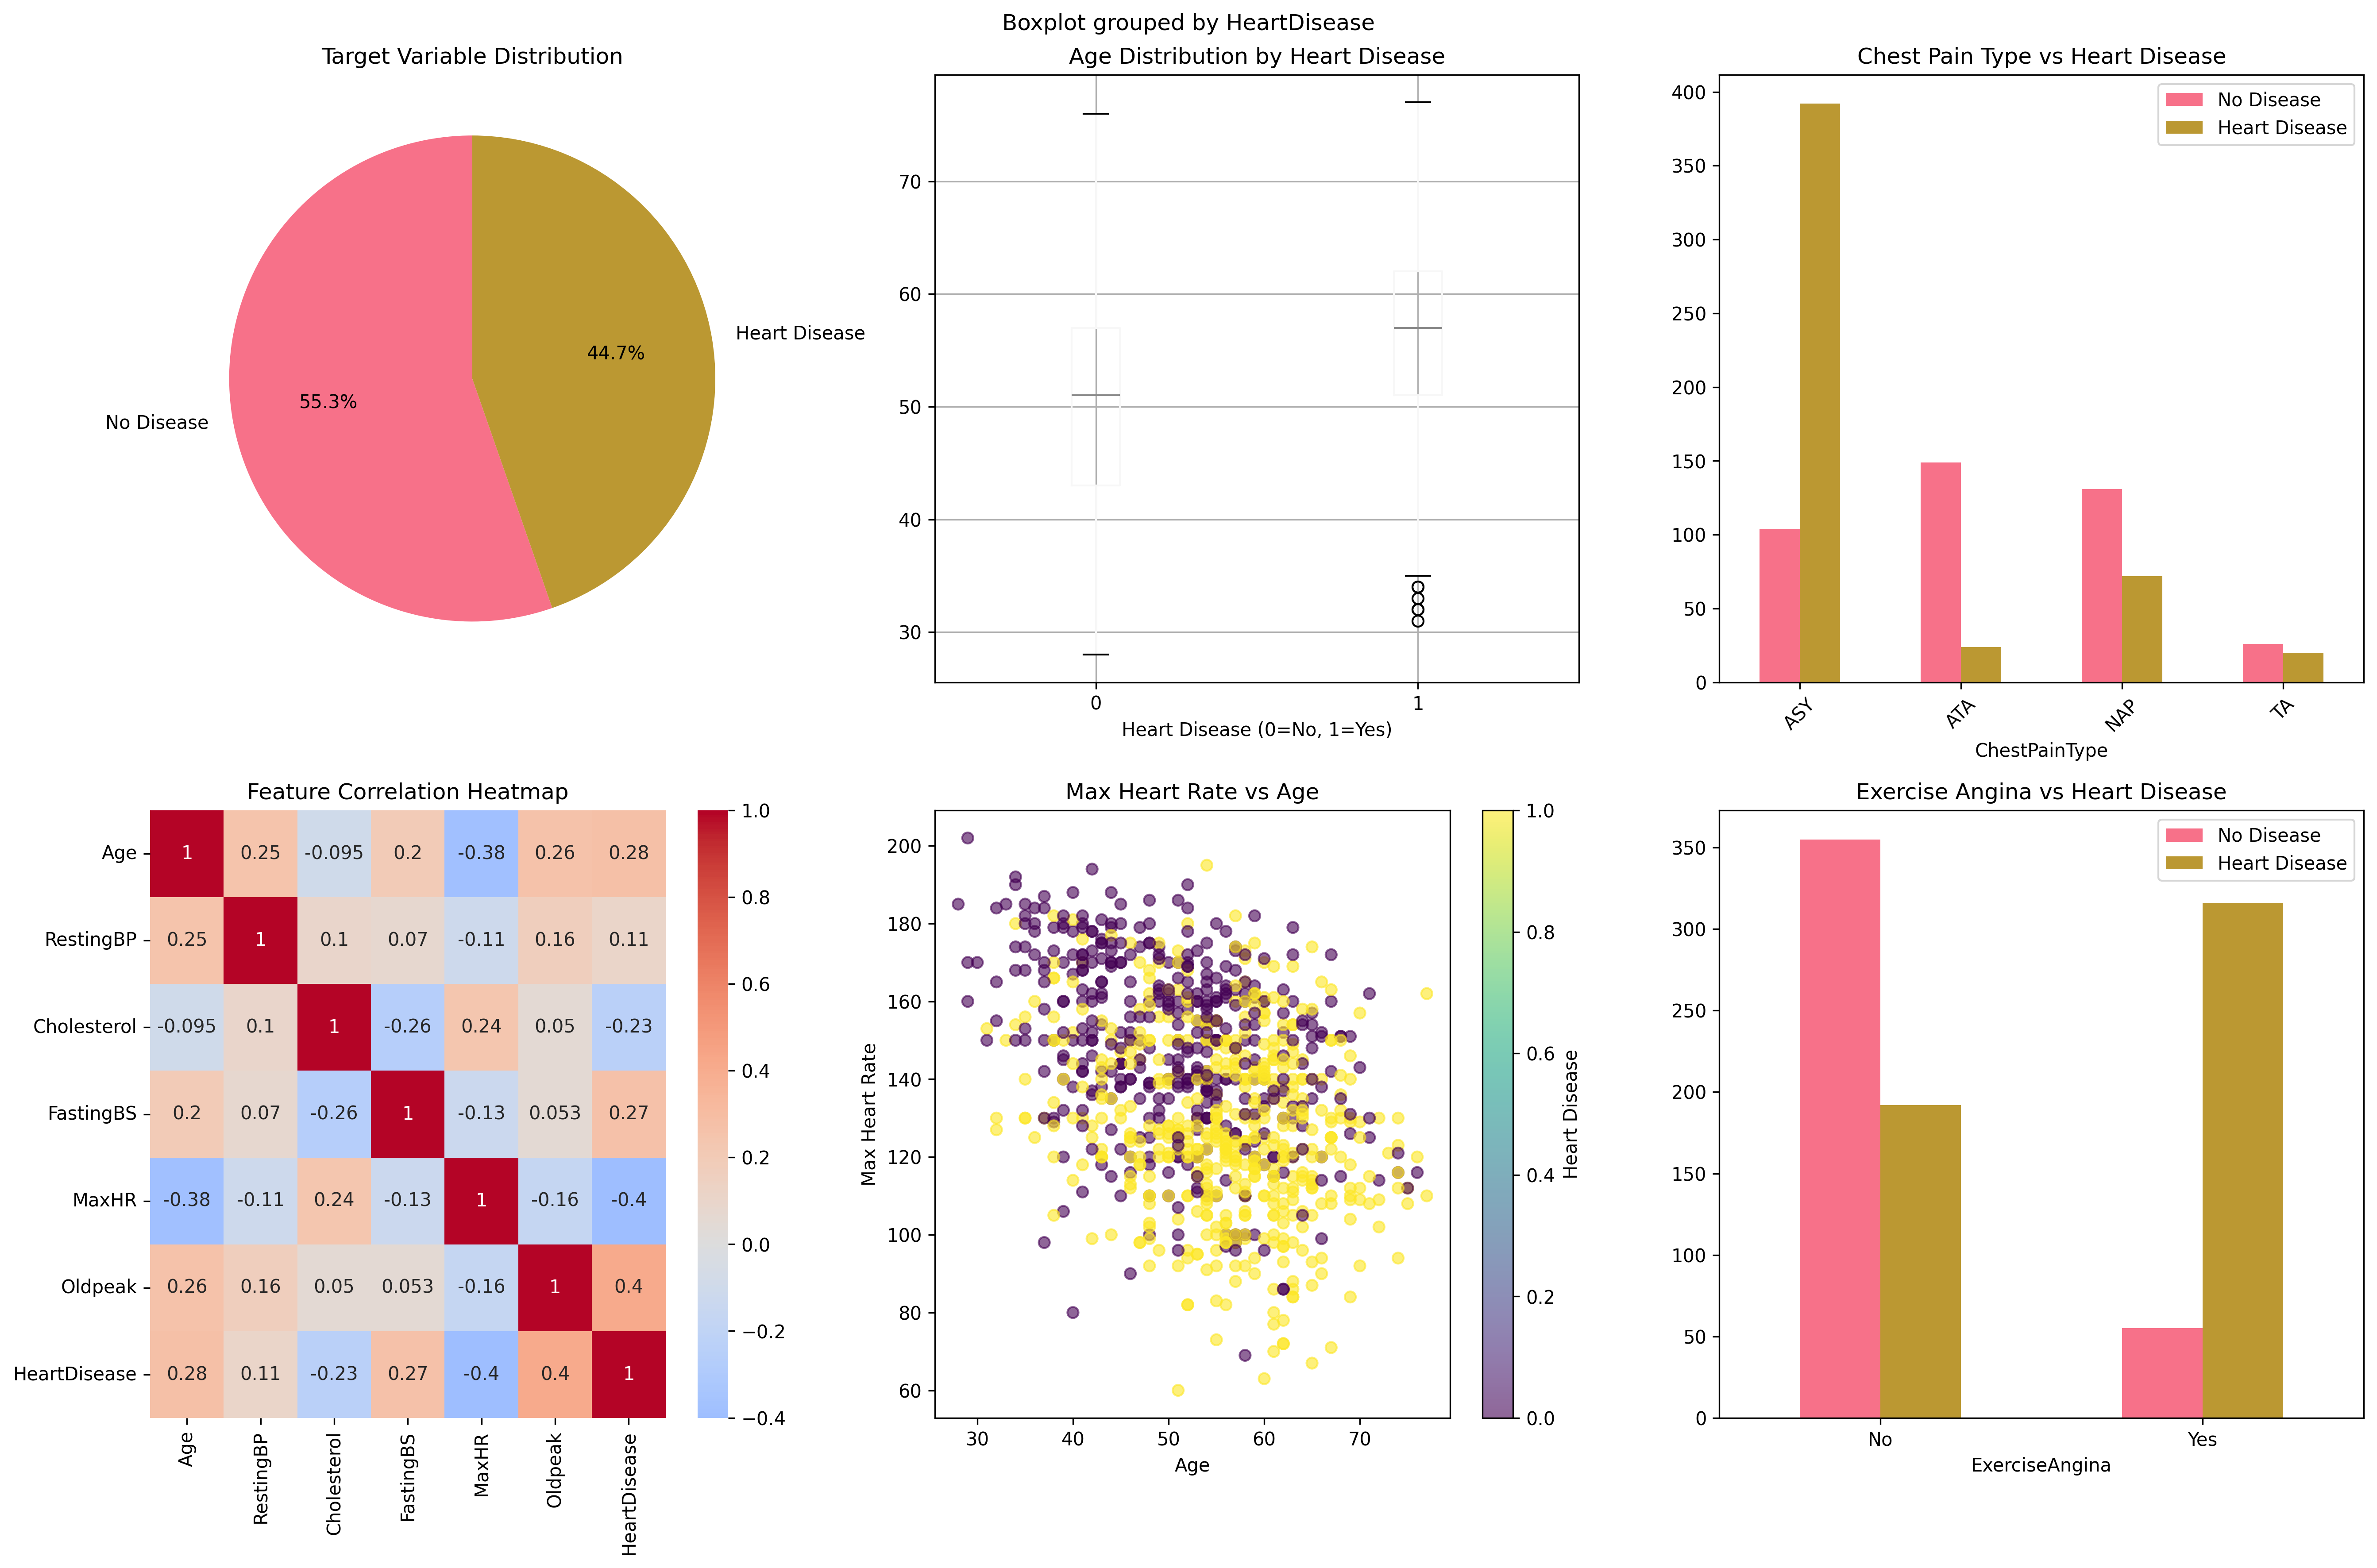 Boxplot grouped by HeartDisease
Target Variable Distribution
No Disease
55.3%
44.7%
Heart Disease
Age Distribution by Heart Disease
70
60
50
40
30
0
1
Heart Disease (0=No, 1=Yes)
Chest Pain Type vs Heart Disease
No Disease
Heart Disease
400
350
300
250
200
150
100
50
0
ASY
ATA
NAP
TA
ChestPainType
Feature Correlation Heatmap
Age 1 0.25 -0.095 0.2 -0.38 0.26 0.28
RestingBP 0.25 1 0.1 0.07 -0.11 0.16 0.11
Cholesterol -0.095 0.1 1 -0.26 0.24 0.05 -0.23
FastingBS 0.2 0.07 -0.26 1 -0.13 0.053 0.27
MaxHR -0.38 -0.11 0.24 -0.13 1 -0.16 -0.4
Oldpeak 0.26 0.16 0.05 0.053 -0.16 1 0.4
HeartDisease 0.28 0.11 -0.23 0.27 -0.4 0.4 1
Age
RestingBP
Cholesterol
FastingBS
MaxHR
Oldpeak
HeartDisease
1.0
0.8
0.6
0.4
0.2
0.0
−0.2
−0.4
Max Heart Rate vs Age
Max Heart Rate
200
180
160
140
120
100
80
60
30
40
50
60
70
Age
1.0
0.8
0.6
0.4
0.2
0.0
Heart Disease
Exercise Angina vs Heart Disease
No Disease
Heart Disease
350
300
250
200
150
100
50
0
No
Yes
ExerciseAngina